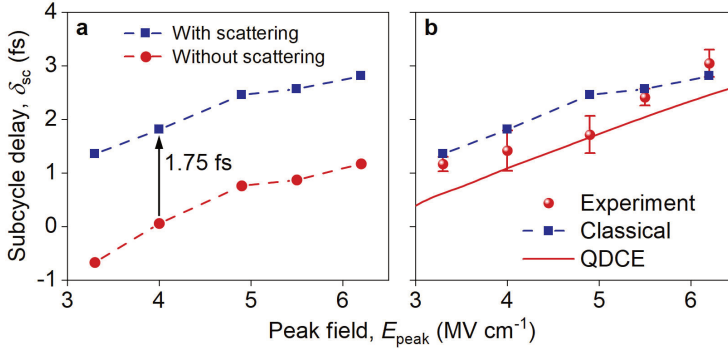 a
With scattering
Without scattering
1.75 fs
Subcycle delay, δsc (fs)
4
3
2
1
0
-1
3
4
5
6
b
Experiment
Classical
QDCE
3
4
5
6
Peak field, Epeak (MV cm⁻¹)